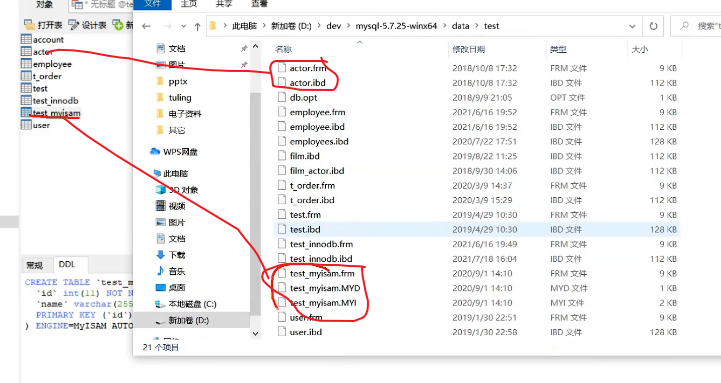 对象
* 无标题 @tes
打开表 设计表 新
account
actor
employee
t_order
test
test_innodb
test_myisam
user
常规 DDL
CREATE TABLE `test_m
`id` int(11) NOT N
`name` varchar(255
PRIMARY KEY (`id`)
) ENGINE=MyISAM AUTO
文件 主页 共享 查看
此电脑 > 新加卷 (D:) > dev > mysql-5.7.25-winx64 > data > test
搜索"t
文档
图片
pptx
tuling
电子资料
其它
WPS网盘
此电脑
3D 对象
视频
图片
文档
下载
音乐
桌面
本地磁盘 (C:)
新加卷 (D:)
名称 修改日期 类型 大小
actor.frm 2018/10/8 17:32 FRM 文件 9 KB
actor.ibd 2018/10/8 17:32 IBD 文件 112 KB
db.opt 2018/9/9 21:05 OPT 文件 1 KB
employee.frm 2021/6/16 19:52 FRM 文件 9 KB
employee.ibd 2021/6/16 19:52 IBD 文件 112 KB
employees.ibd 2020/7/22 17:51 IBD 文件 128 KB
film.ibd 2019/8/22 11:25 IBD 文件 112 KB
film_actor.ibd 2018/9/30 14:06 IBD 文件 112 KB
t_order.frm 2020/3/9 14:37 FRM 文件 9 KB
t_order.ibd 2020/3/9 15:29 IBD 文件 112 KB
test.frm 2019/4/29 10:30 FRM 文件 9 KB
test.ibd 2019/4/29 10:30 IBD 文件 128 KB
test_innodb.frm 2021/6/16 19:49 FRM 文件 9 KB
test_innodb.ibd 2021/7/18 16:04 IBD 文件 112 KB
test_myisam.frm 2020/9/1 14:10 FRM 文件 9 KB
test_myisam.MYD 2020/9/1 14:10 MYD 文件 1 KB
test_myisam.MYI 2020/9/1 14:10 MYI 文件 2 KB
user.frm 2019/1/30 22:51 FRM 文件 9 KB
user.ibd 2019/1/30 22:58 IBD 文件 128 KB
21 个项目